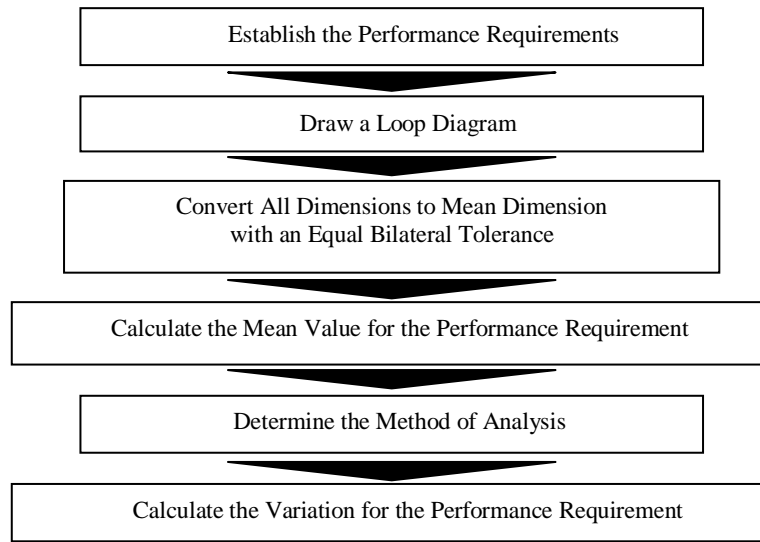 Establish the Performance Requirements
Draw a Loop Diagram
Convert All Dimensions to Mean Dimension
with an Equal Bilateral Tolerance
Calculate the Mean Value for the Performance Requirement
Determine the Method of Analysis
Calculate the Variation for the Performance Requirement